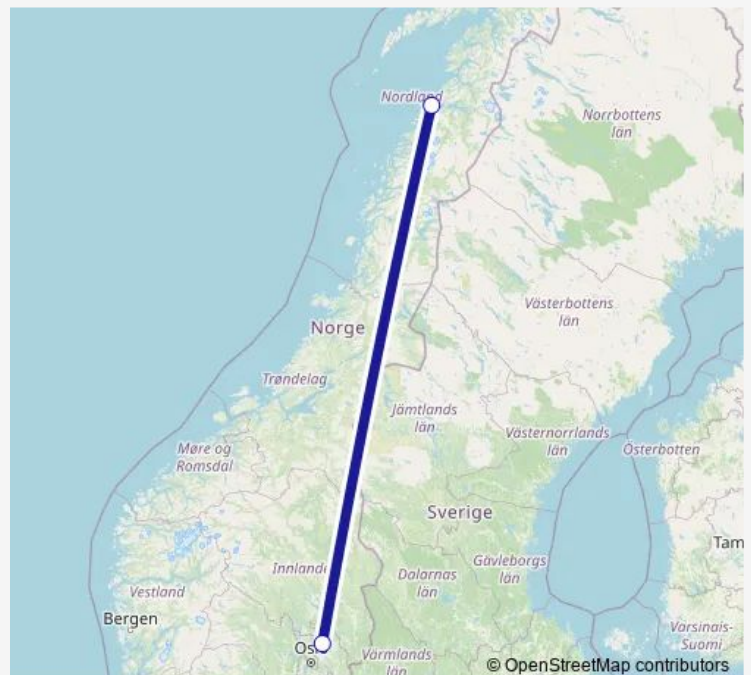 Nordland
Norrbottens
län
Västerbottens
län
Norge
Trøndelag
Jämtlands
län
Västernorrlands
län
Österbotten
Møre og
Romsdal
Sverige
Tam
Gävleborgs
län
Innlande
Dalarnas
län
Vestland
Bergen
Varsinais-
Suomi
Os
Värmlands
län
© OpenStreetMap contributors